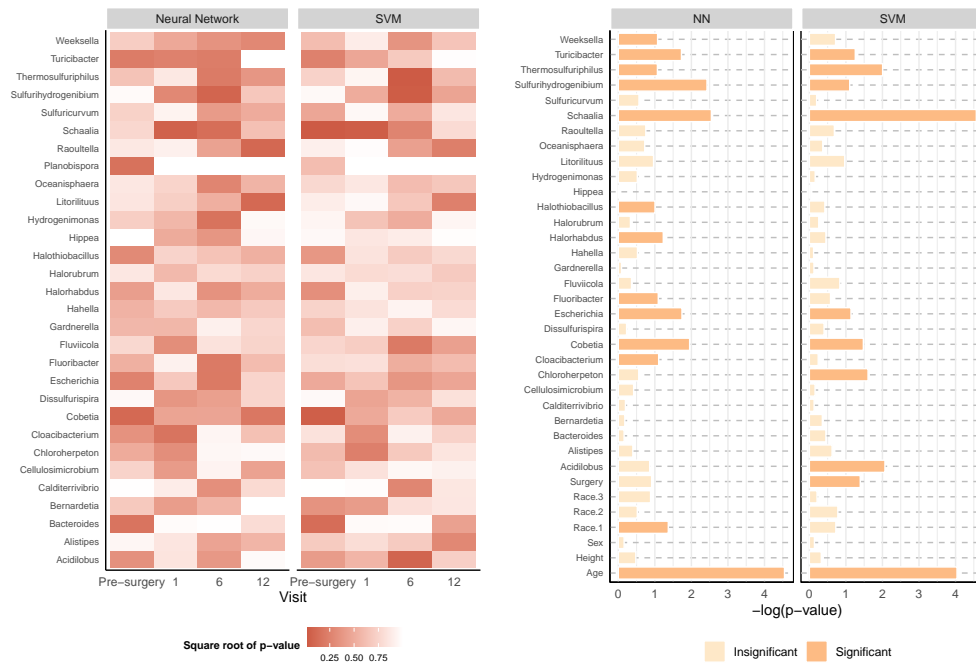 Neural Network
SVM
Weeksella
Turicibacter
Thermosulfuriphilus
Sulfurihydrogenibium
Sulfuricurvum
Schaalia
Raoultella
Planobispora
Oceanisphaera
Litorilituus
Hydrogenimonas
Hippea
Halothiobacillus
Halorubrum
Halorhabdus
Hahella
Gardnerella
Fluviicola
Fluoribacter
Escherichia
Dissulfurispira
Cobetia
Cloacibacterium
Chloroherpeton
Cellulosimicrobium
Calditerrivibrio
Bernardetia
Bacteroides
Alistipes
Acidilobus
Pre−surgery 1 6 12 Pre−surgery 1 6 12
Visit
Square root of p−value
0.25 0.50 0.75
NN
SVM
Weeksella
Turicibacter
Thermosulfuriphilus
Sulfurihydrogenibium
Sulfuricurvum
Schaalia
Raoultella
Oceanisphaera
Litorilituus
Hydrogenimonas
Hippea
Halothiobacillus
Halorubrum
Halorhabdus
Hahella
Gardnerella
Fluviicola
Fluoribacter
Escherichia
Dissulfurispira
Cobetia
Cloacibacterium
Chloroherpeton
Cellulosimicrobium
Calditerrivibrio
Bernardetia
Bacteroides
Alistipes
Acidilobus
Surgery
Race.3
Race.2
Race.1
Sex
Height
Age
0 1 2 3 4 0 1 2 3 4
−log(p−value)
Insignificant Significant